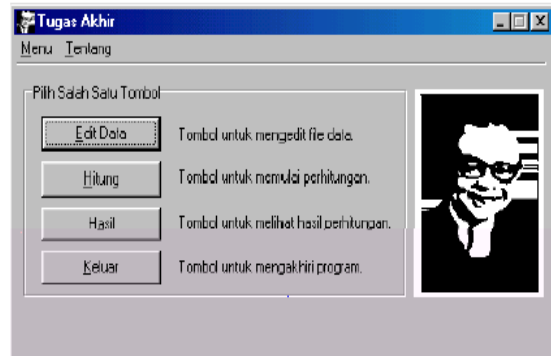 Tugas Akhir
Menu Tentang
Pilih Salah Satu Tombol
Edit Data Tombol untuk mengedit file data.
Hitung Tombol untuk memulai perhitungan.
Hasil Tombol untuk melihat hasil perhitungan.
Keluar Tombol untuk mengakhiri program.